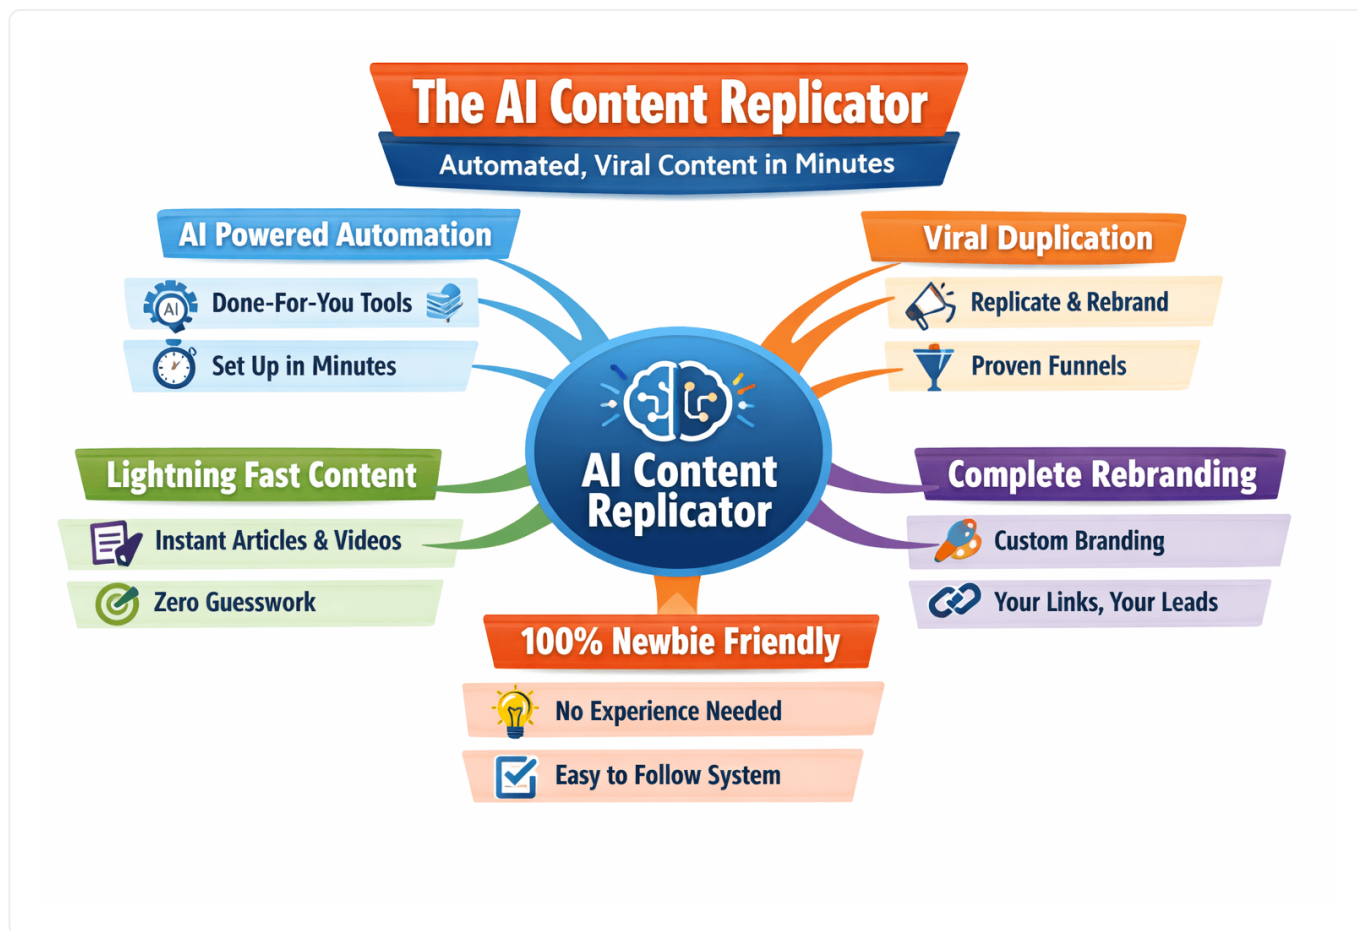 The AI Content Replicator
Automated, Viral Content in Minutes
AI Powered Automation
AI
Done-For-You Tools
Set Up in Minutes
Viral Duplication
Replicate & Rebrand
Proven Funnels
AI Content
Replicator
Lightning Fast Content
Instant Articles & Videos
Zero Guesswork
Complete Rebranding
Custom Branding
Your Links, Your Leads
100% Newbie Friendly
No Experience Needed
Easy to Follow System